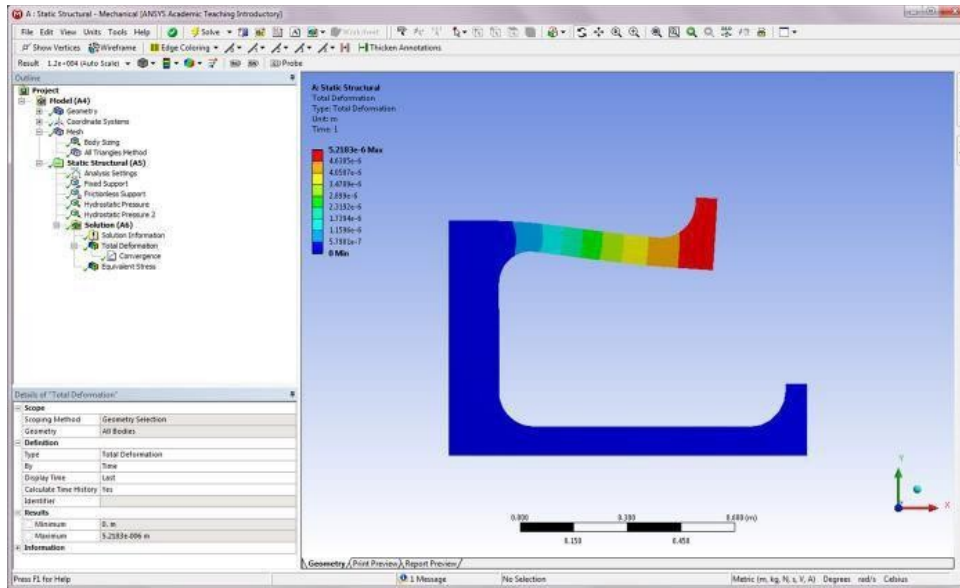 A : Static Structural - Mechanical [ANSYS Academic Teaching Introductory]
File Edit View Units Tools Help Solve
Show Vertices Wireframe Edge Coloring Thicken Annotations
Result 1.2e+004 (Auto Scale) Probe
Outline
Project
Model (A4)
Geometry
Coordinate Systems
Mesh
Body Sizing
All Triangles Method
Static Structural (A5)
Analysis Settings
Fixed Support
Frictionless Support
Hydrostatic Pressure
Hydrostatic Pressure 2
Solution (A6)
Solution Information
Total Deformation
Convergence
Equivalent Stress
Details of "Total Deformation"
Scope
Scoping Method Geometry Selection
Geometry All Bodies
Definition
Type Total Deformation
By Time
Display Time Last
Calculate Time History Yes
Identifier
Results
Minimum 0. m
Maximum 5.2183e-006 m
Information
A: Static Structural
Total Deformation
Type: Total Deformation
Unit: m
Time: 1
5.2183e-6 Max
4.6385e-6
4.0587e-6
3.4789e-6
2.899e-6
2.3192e-6
1.7394e-6
1.1596e-6
5.7981e-7
0 Min
Y
X
0.000 0.300 0.600 (m)
0.150 0.450
Geometry Print Preview Report Preview
Press F1 for Help 1 Message No Selection Metric (m, kg, N, s, V, A) Degrees rad/s Celsius